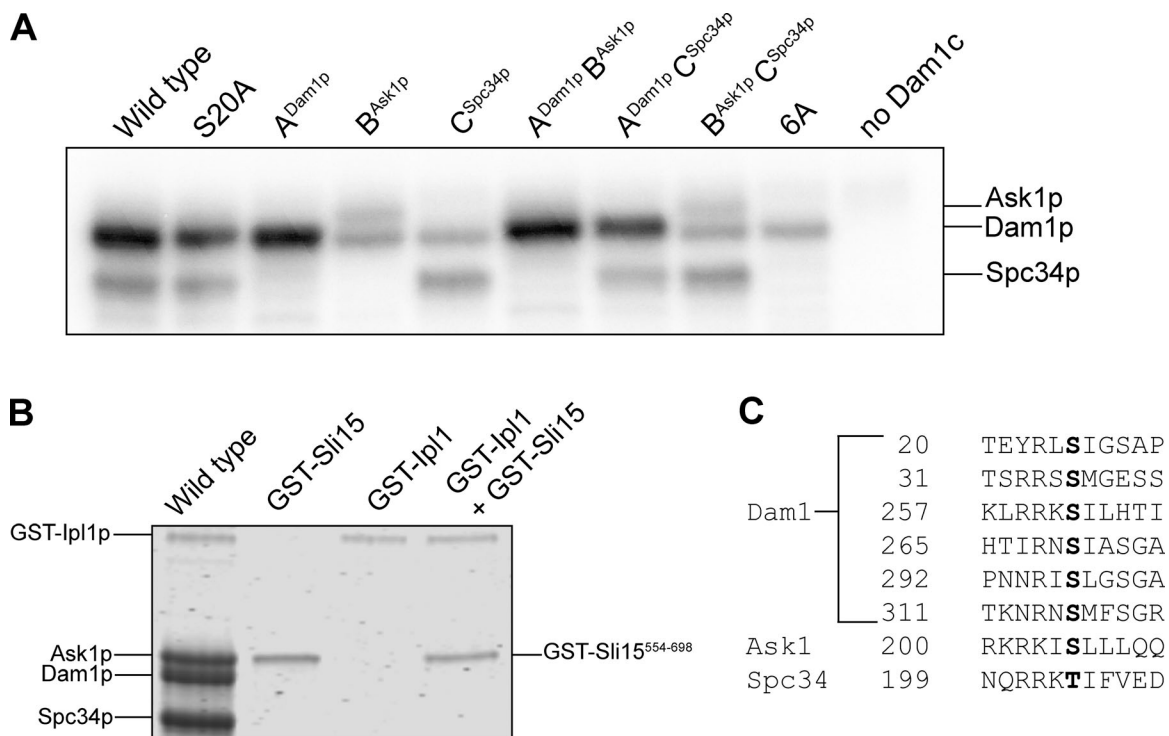 A
Wild type
S20A
A^Dam1p
B^Ask1p
C^Spc34p
A^Dam1p B^Ask1p
A^Dam1p C^Spc34p
B^Ask1p C^Spc34p
6A
no Dam1c
Ask1p
Dam1p
Spc34p
B
Wild type
GST-Sli15
GST-Ipl1
GST-Ipl1
+ GST-Sli15
GST-Ipl1p
Ask1p
Dam1p
Spc34p
GST-Sli15^554-698
C
20 TEYRLSIGSAP
31 TSRRSSMGESS
Dam1 257 KLRRKSILHTI
265 HTIRNSIASGA
292 PNNRISLGSGA
311 TKNRNSMFSGR
Ask1 200 RKRKISLLLQQ
Spc34 199 NQRRKTIFVED